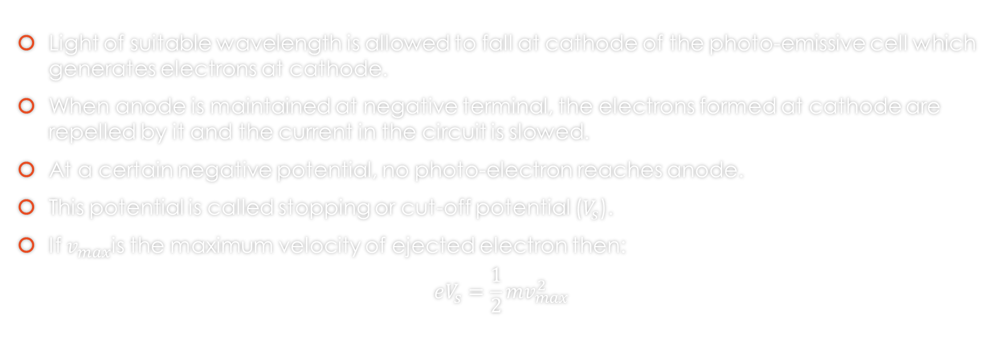 Light of suitable wavelength is allowed to fall at cathode of the photo-emissive cell which
generates electrons at cathode.
When anode is maintained at negative terminal, the electrons formed at cathode are
repelled by it and the current in the circuit is slowed.
At a certain negative potential, no photo-electron reaches anode.
This potential is called stopping or cut-off potential (𝑉ₛ).
If 𝑣_{max} is the maximum velocity of ejected electron then:
eVₛ = \frac{1}{2} mv_{max}^{2}